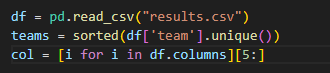 df = pd.read_csv("results.csv")
teams = sorted(df['team'].unique())
col = [i for i in df.columns][5:]